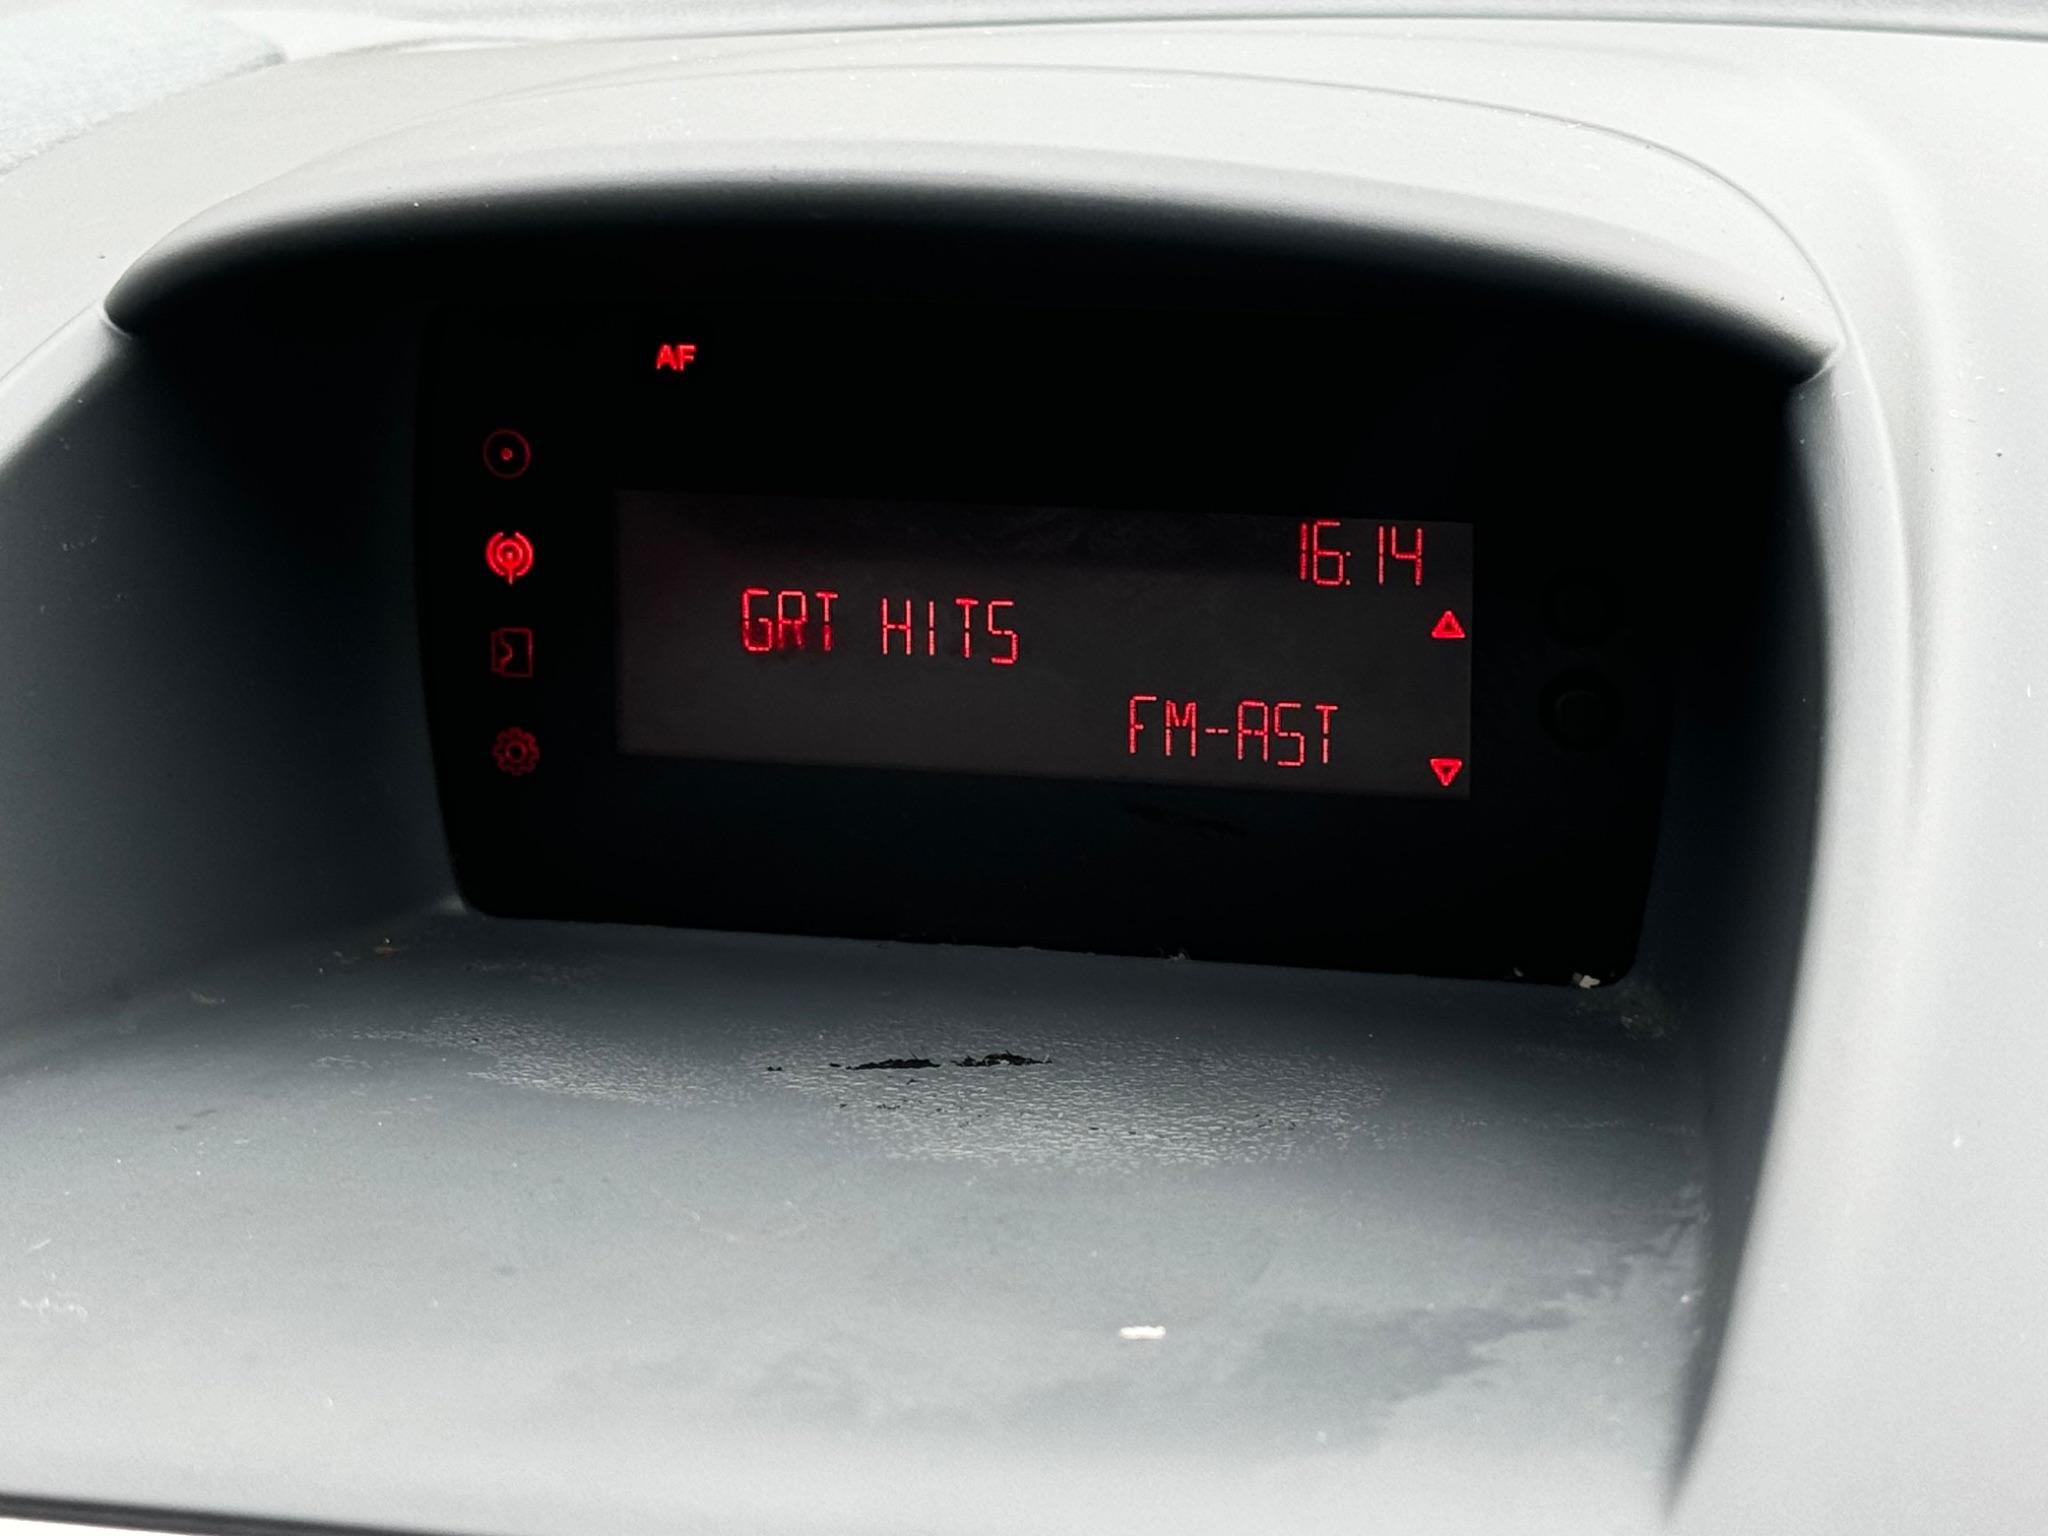 AF
16:14
GRT HITS
FM-AST